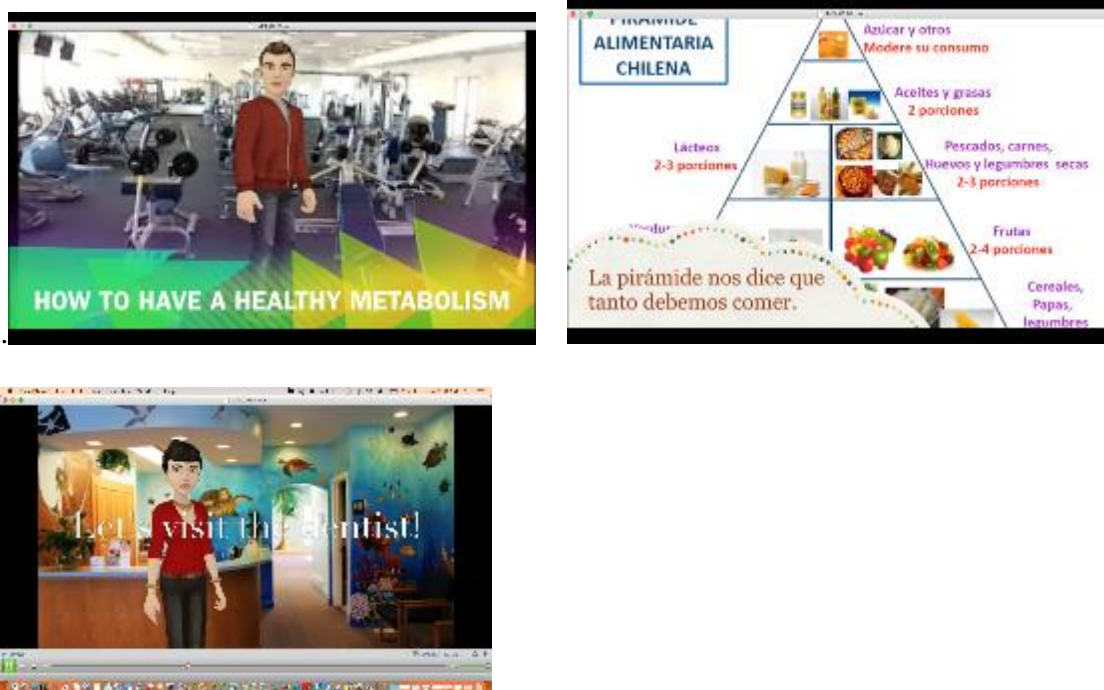 HOW TO HAVE A HEALTHY METABOLISM
PIRÁMIDE
ALIMENTARIA
CHILENA
Azúcar y otros
Modere su consumo
Aceites y grasas
2 porciones
Lácteos
2-3 porciones
Pescados, carnes,
Huevos y legumbres secas
2-3 porciones
Frutas
2-4 porciones
Cereales,
Papas,
legumbres
La pirámide nos dice que
tanto debemos comer.
Let's visit the dentist!